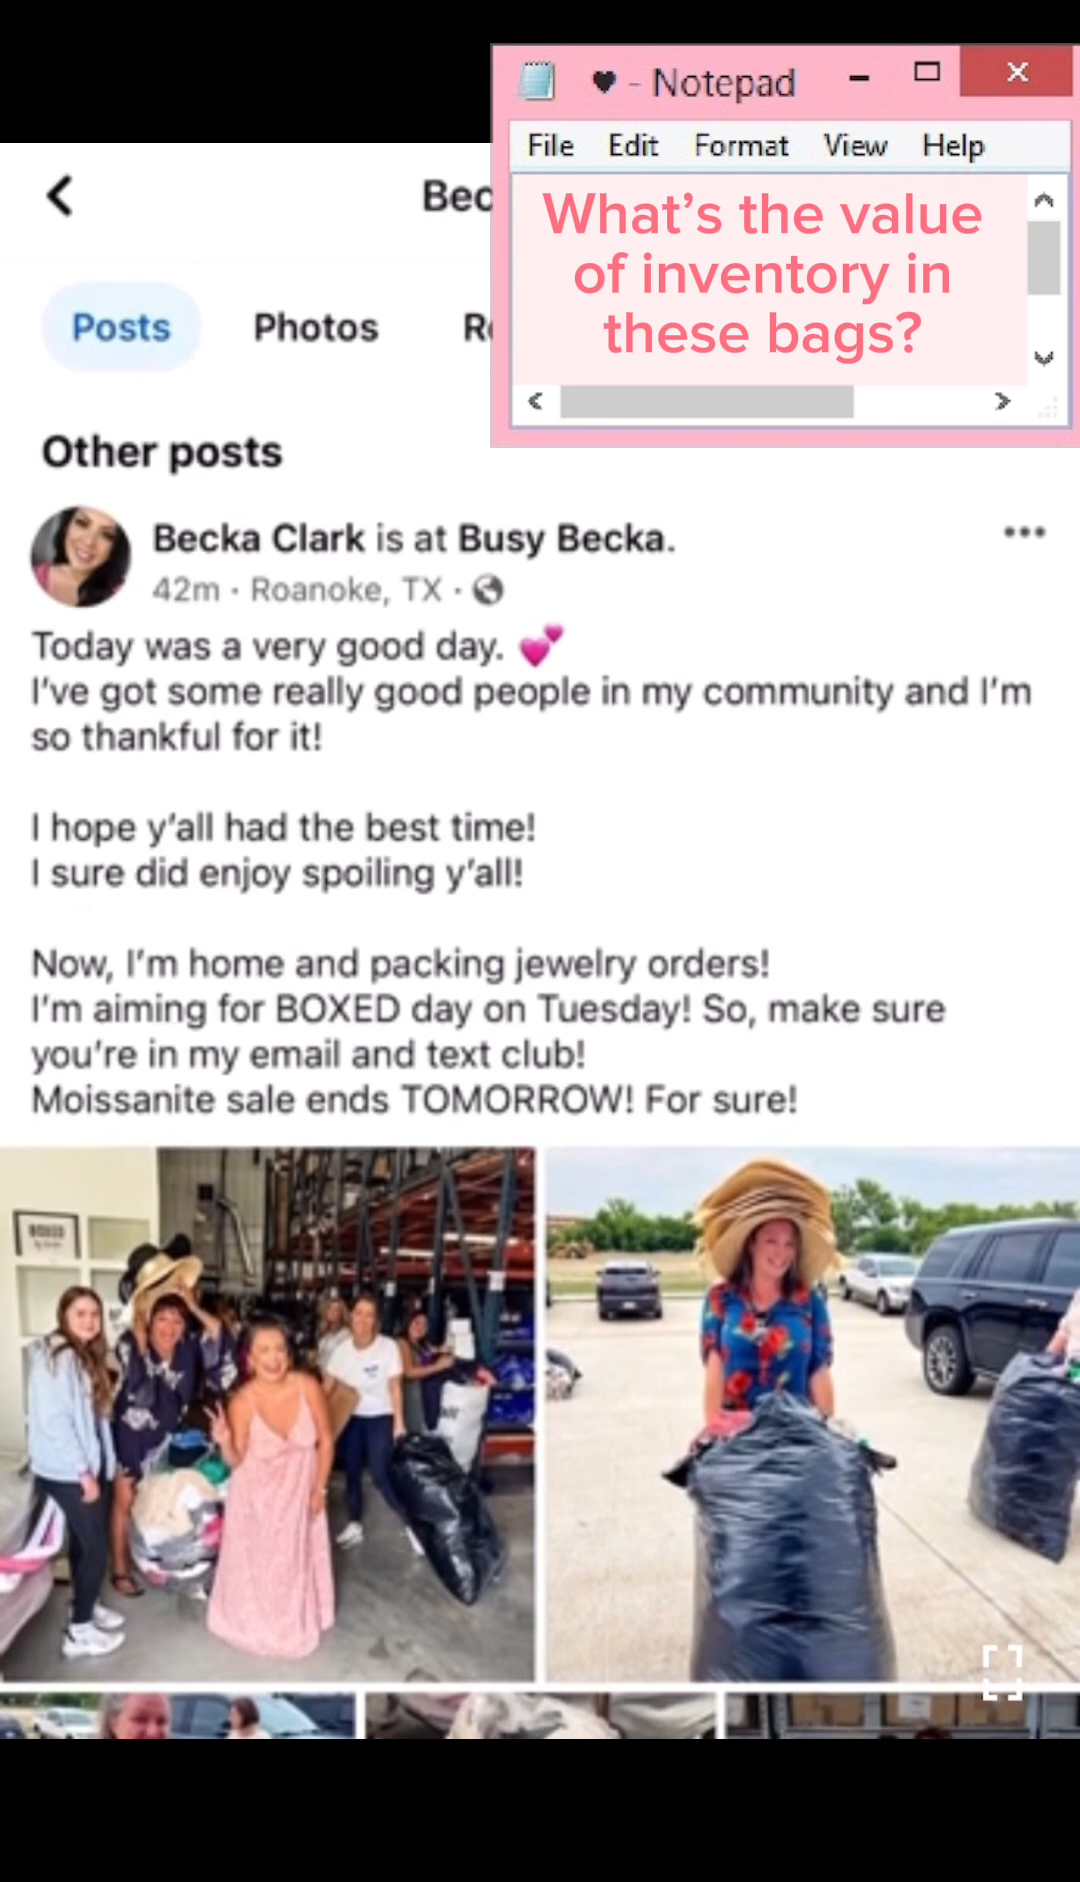 ♥ - Notepad
File Edit Format View Help
What's the value
of inventory in
these bags?
Bec
Posts Photos
Other posts
Becka Clark is at Busy Becka.
42m · Roanoke, TX ·
Today was a very good day. 💕
I've got some really good people in my community and I'm
so thankful for it!
I hope y'all had the best time!
I sure did enjoy spoiling y'all!
Now, I'm home and packing jewelry orders!
I'm aiming for BOXED day on Tuesday! So, make sure
you're in my email and text club!
Moissanite sale ends TOMORROW! For sure!
BOXED